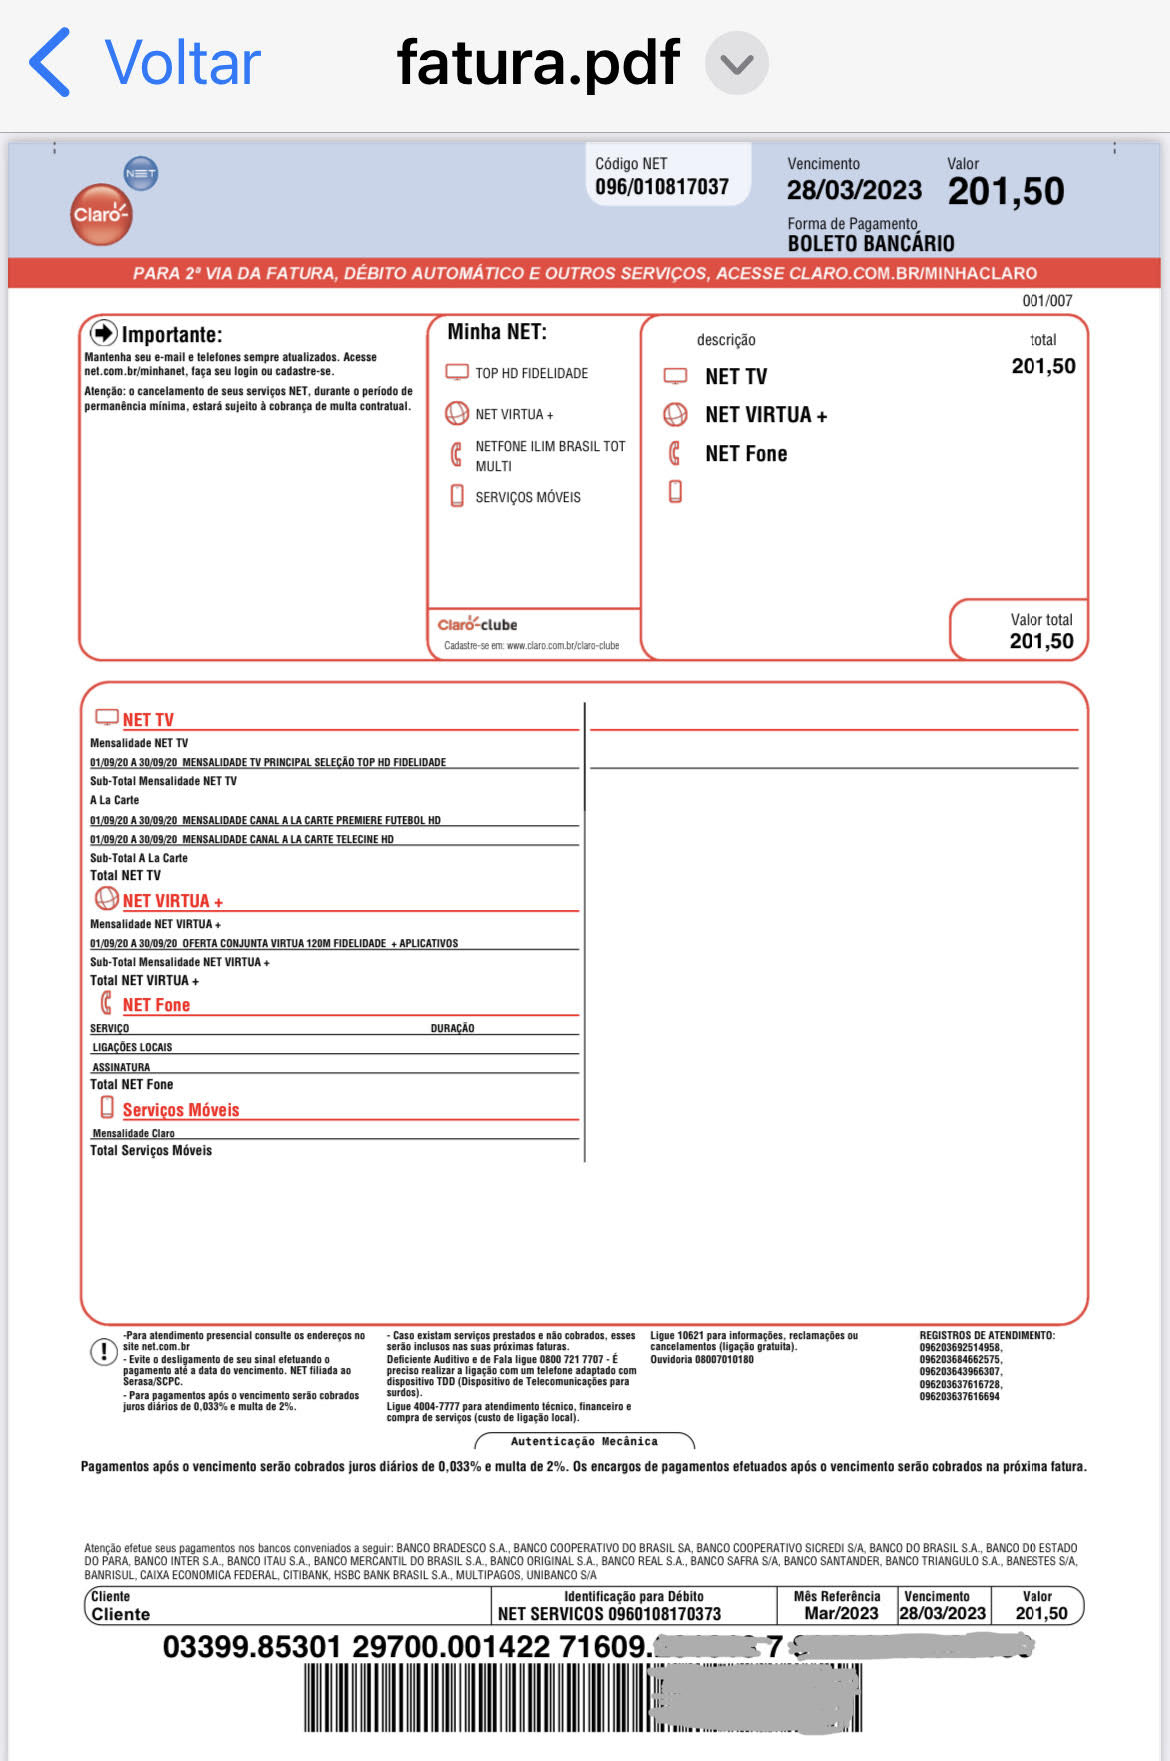 Voltar
fatura.pdf
NET
Claro
Código NET
096/010817037
Vencimento
28/03/2023
Valor
201,50
Forma de Pagamento
BOLETO BANCÁRIO
PARA 2ª VIA DA FATURA, DÉBITO AUTOMÁTICO E OUTROS SERVIÇOS, ACESSE CLARO.COM.BR/MINHACLARO
001/007
Importante:
Mantenha seu e-mail e telefones sempre atualizados. Acesse
net.com.br/minhanet, faça seu login ou cadastre-se.
Atenção: o cancelamento de seus serviços NET, durante o período de
permanência mínima, estará sujeito à cobrança de multa contratual.
Minha NET:
TOP HD FIDELIDADE
NET VIRTUA +
NETFONE ILIM BRASIL TOT
MULTI
SERVIÇOS MÓVEIS
Claro-clube
Cadastre-se em: www.claro.com.br/claro-clube
descrição
total
201,50
NET TV
NET VIRTUA +
NET Fone
Valor total
201,50
NET TV
Mensalidade NET TV
01/09/20 A 30/09/20 MENSALIDADE TV PRINCIPAL SELEÇÃO TOP HD FIDELIDADE
Sub-Total Mensalidade NET TV
A La Carte
01/09/20 A 30/09/20 MENSALIDADE CANAL A LA CARTE PREMIERE FUTEBOL HD
01/09/20 A 30/09/20 MENSALIDADE CANAL A LA CARTE TELECINE HD
Sub-Total A La Carte
Total NET TV
NET VIRTUA +
Mensalidade NET VIRTUA +
01/09/20 A 30/09/20 OFERTA CONJUNTA VIRTUA 120M FIDELIDADE + APLICATIVOS
Sub-Total Mensalidade NET VIRTUA +
Total NET VIRTUA +
NET Fone
SERVIÇO DURAÇÃO
LIGAÇÕES LOCAIS
ASSINATURA
Total NET Fone
Serviços Móveis
Mensalidade Claro
Total Serviços Móveis
-Para atendimento presencial consulte os endereços no
site net.com.br
- Evite o desligamento de seu sinal efetuando o
pagamento até a data do vencimento. NET filiada ao
Serasa/SCPC.
- Para pagamentos após o vencimento serão cobrados
juros diários de 0,033% e multa de 2%.
- Caso existam serviços prestados e não cobrados, esses
serão inclusos nas suas próximas faturas.
Deficiente Auditivo e de Fala ligue 0800 721 7707 - É
preciso realizar a ligação com um telefone adaptado com
dispositivo TDD (Dispositivo de Telecomunicações para
surdos).
Ligue 4004-7777 para atendimento técnico, financeiro e
compra de serviços (custo de ligação local).
Ligue 10621 para informações, reclamações ou
cancelamentos (ligação gratuita).
Ouvidoria 08007010180
REGISTROS DE ATENDIMENTO:
096203692514958,
096203684662575,
096203643966307,
096203637616728,
096203637616694
Autenticação Mecânica
Pagamentos após o vencimento serão cobrados juros diários de 0,033% e multa de 2%. Os encargos de pagamentos efetuados após o vencimento serão cobrados na próxima fatura.
Atenção efetue seus pagamentos nos bancos conveniados a seguir: BANCO BRADESCO S.A., BANCO COOPERATIVO DO BRASIL SA, BANCO COOPERATIVO SICREDI S/A, BANCO DO BRASIL S.A., BANCO DO ESTADO
DO PARA, BANCO INTER S.A., BANCO ITAU S.A., BANCO MERCANTIL DO BRASIL S.A., BANCO ORIGINAL S.A., BANCO REAL S.A., BANCO SAFRA S/A, BANCO SANTANDER, BANCO TRIANGULO S.A., BANESTES S/A,
BANRISUL, CAIXA ECONOMICA FEDERAL, CITIBANK, HSBC BANK BRASIL S.A., MULTIPAGOS, UNIBANCO S/A
Cliente
Cliente
Identificação para Débito
NET SERVICOS 0960108170373
Mês Referência
Mar/2023
Vencimento
28/03/2023
Valor
201,50
03399.85301 29700.001422 71609. 7